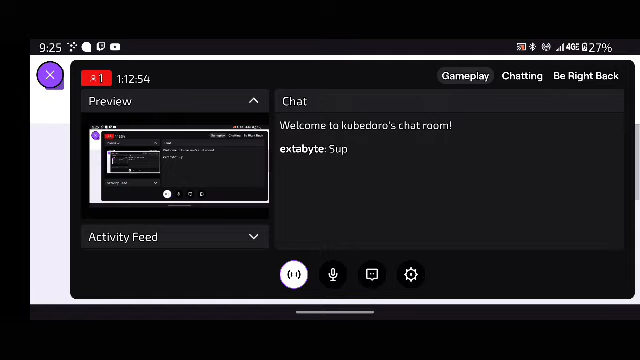 9:25 4GE 27%
1 1:12:54 Gameplay Chatting Be Right Back
Preview
Chat
Welcome to kubedoro's chat room!
extabyte: Sup
Activity Feed